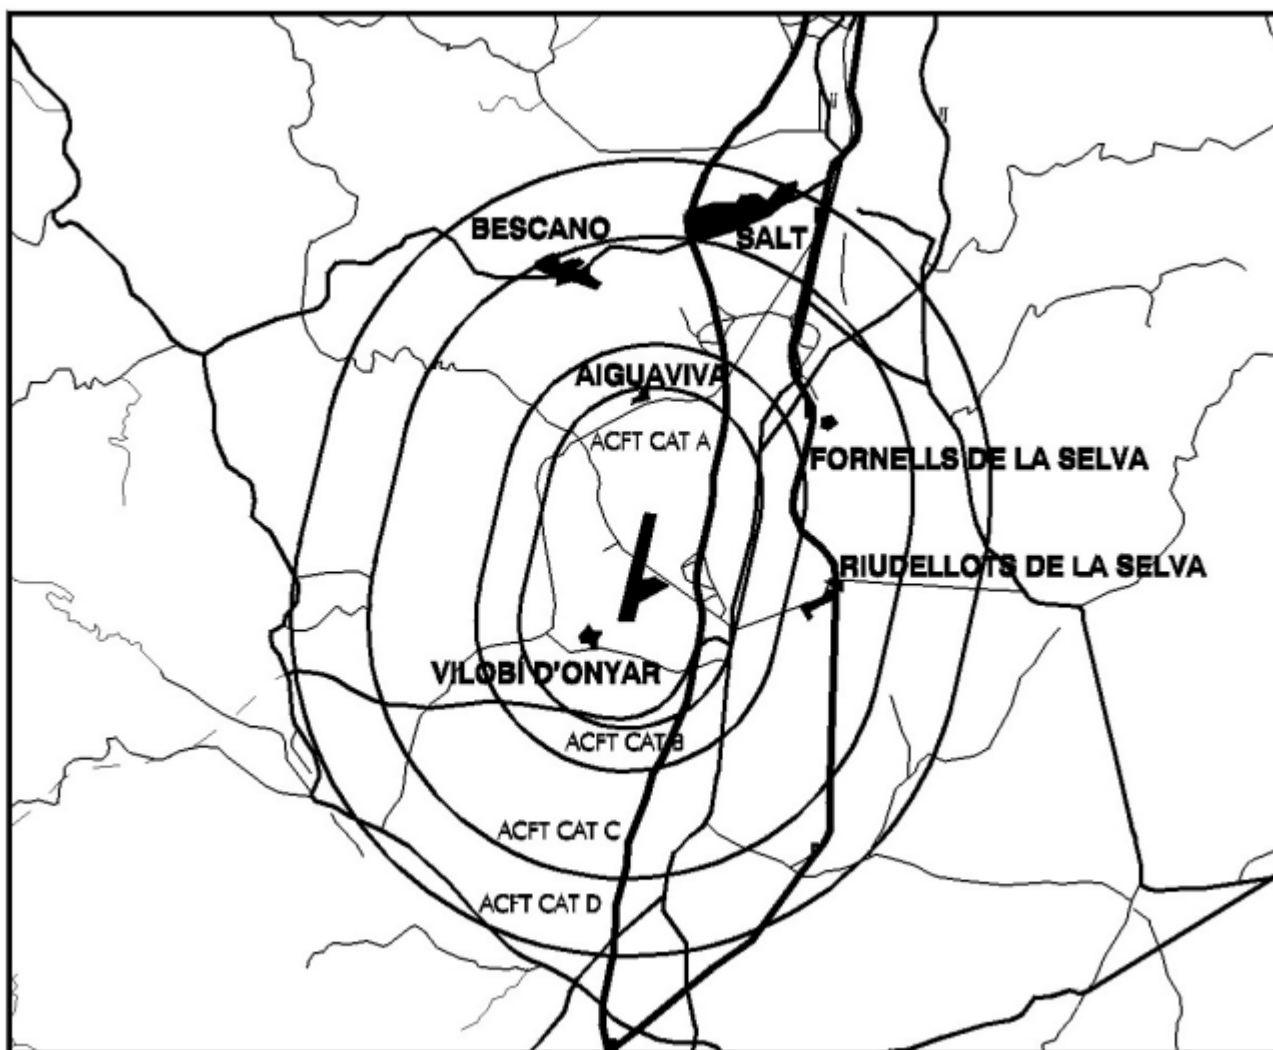 BESCANO
SALT
AIGUAVIVA
ACFT CAT A
FORNELLS DE LA SELVA
RIUDELLOTS DE LA SELVA
VILOBÍ D'ONYAR
ACFT CAT B
ACFT CAT C
ACFT CAT D